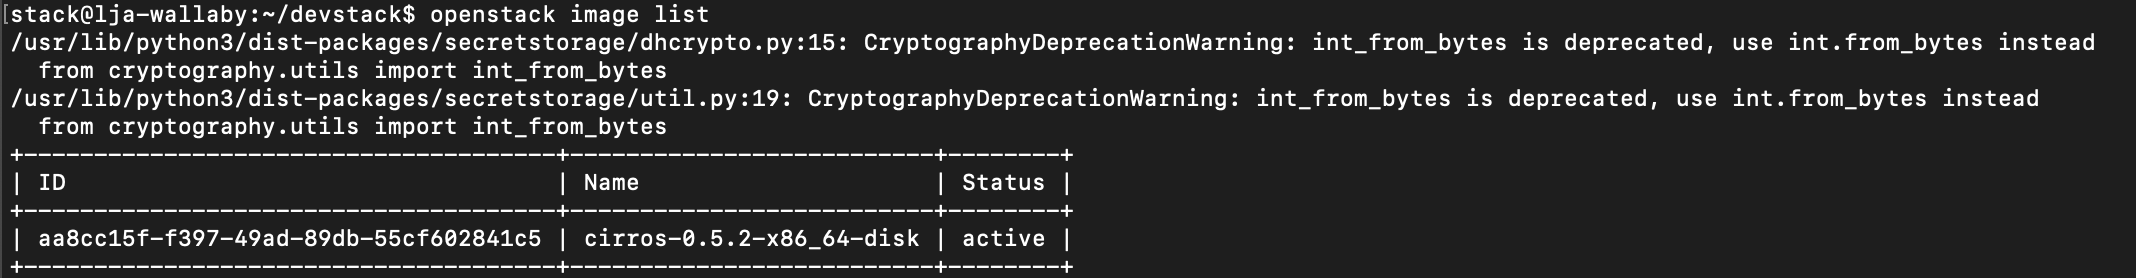 [stack@lja-wallaby:~/devstack$ openstack image list
/usr/lib/python3/dist-packages/secretstorage/dhcrypto.py:15: CryptographyDeprecationWarning: int_from_bytes is deprecated, use int.from_bytes instead
  from cryptography.utils import int_from_bytes
/usr/lib/python3/dist-packages/secretstorage/util.py:19: CryptographyDeprecationWarning: int_from_bytes is deprecated, use int.from_bytes instead
  from cryptography.utils import int_from_bytes
+--------------------------------------+--------------------------+--------+
| ID                                   | Name                     | Status |
+--------------------------------------+--------------------------+--------+
| aa8cc15f-f397-49ad-89db-55cf602841c5 | cirros-0.5.2-x86_64-disk | active |
+--------------------------------------+--------------------------+--------+